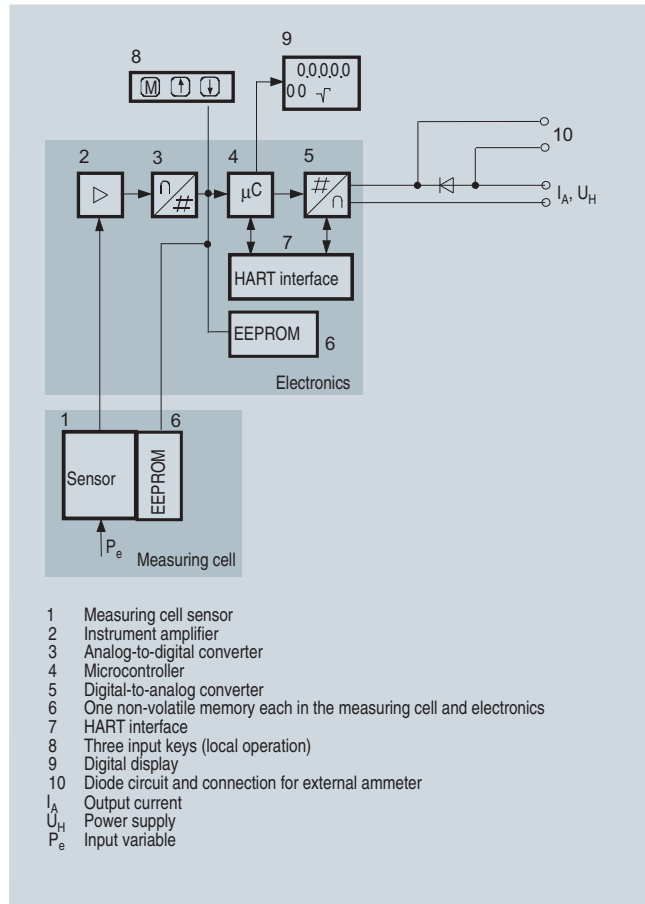 9
8
0.0.0.0.0
00 √
M ↑ ↓
10
2 3 4 5
∩ # µC # ∩
I_A, U_H
7
HART interface
EEPROM
6
Electronics
1 6
Sensor EEPROM
P_e
Measuring cell
1 Measuring cell sensor
2 Instrument amplifier
3 Analog-to-digital converter
4 Microcontroller
5 Digital-to-analog converter
6 One non-volatile memory each in the measuring cell and electronics
7 HART interface
8 Three input keys (local operation)
9 Digital display
10 Diode circuit and connection for external ammeter
I_A Output current
U_H Power supply
P_e Input variable